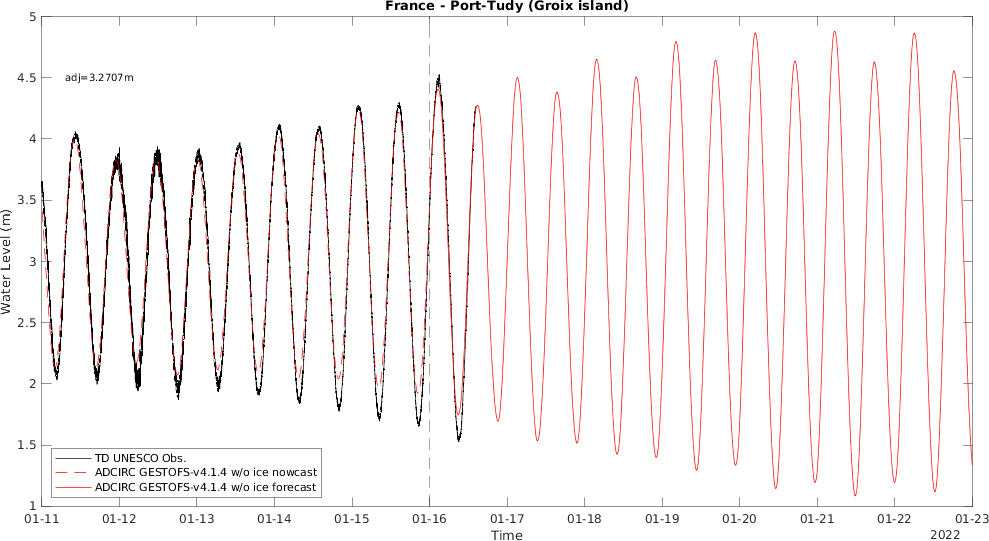 France - Port-Tudy (Groix island)
5
4.5
4
3.5
3
2.5
2
1.5
1
Water Level (m)
adj=3.2707m
TD UNESCO Obs.
ADCIRC GESTOFS-v4.1.4 w/o ice nowcast
ADCIRC GESTOFS-v4.1.4 w/o ice forecast
01-11 01-12 01-13 01-14 01-15 01-16 01-17 01-18 01-19 01-20 01-21 01-22 01-23
Time
2022